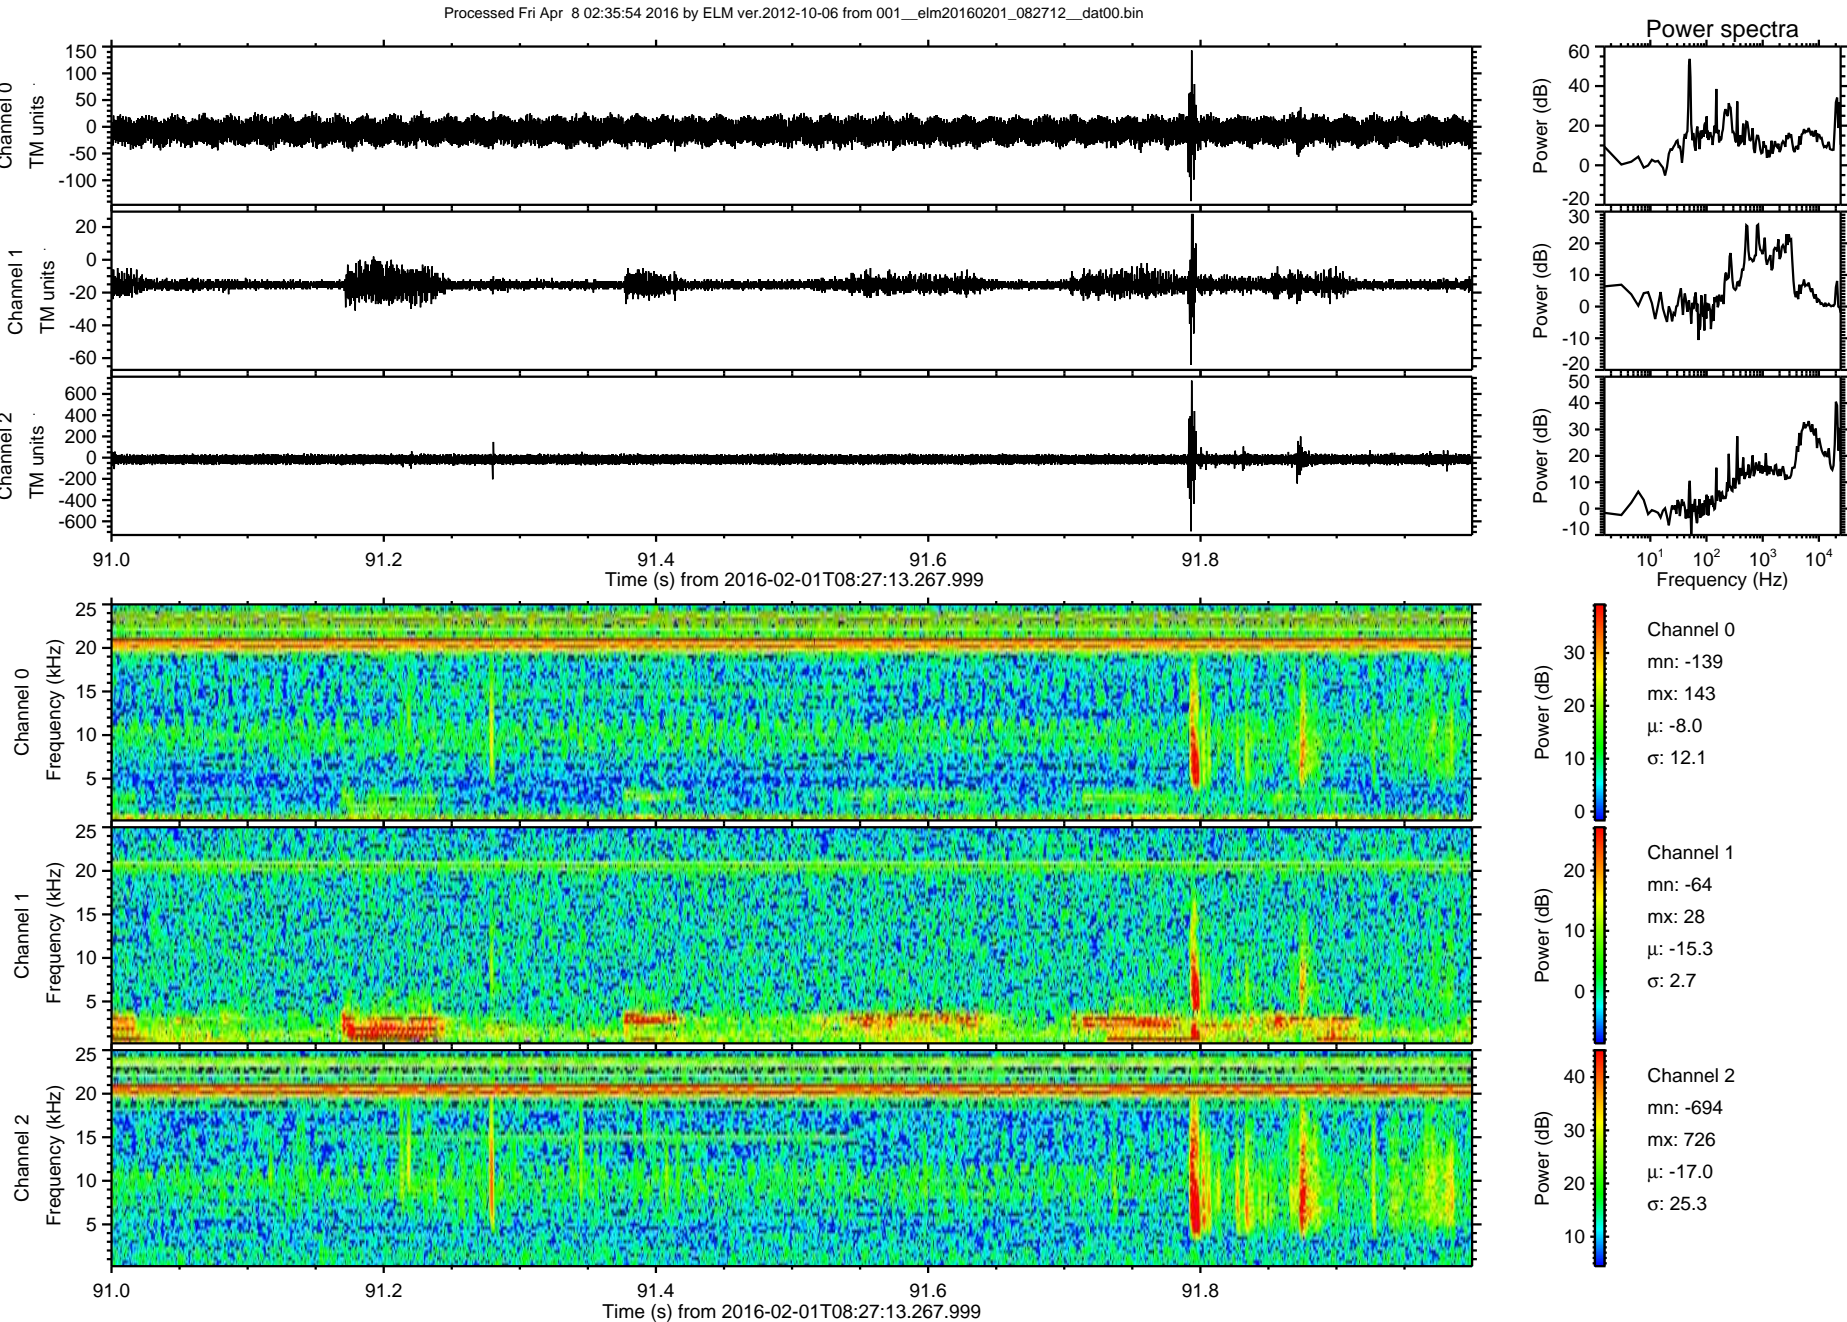 Processed Fri Apr 8 02:35:54 2016 by ELM ver.2012-10-06 from 001__elm20160201_082712__dat00.bin
Power spectra
Channel 0
TM units
150
100
50
0
-50
-100
Power (dB)
60
40
20
0
-20
Channel 1
TM units
20
0
-20
-40
-60
Power (dB)
30
20
10
0
-10
-20
Channel 2
TM units
600
400
200
0
-200
-400
-600
Power (dB)
50
40
30
20
10
0
-10
91.0 91.2 91.4 91.6 91.8
Time (s) from 2016-02-01T08:27:13.267.999
10¹ 10² 10³ 10⁴
Frequency (Hz)
Channel 0
Frequency (kHz)
25
20
15
10
5
Power (dB)
30
20
10
0
Channel 0
mn: -139
mx: 143
μ: -8.0
σ: 12.1
Channel 1
Frequency (kHz)
25
20
15
10
5
Power (dB)
20
10
0
Channel 1
mn: -64
mx: 28
μ: -15.3
σ: 2.7
Channel 2
Frequency (kHz)
25
20
15
10
5
Power (dB)
40
30
20
10
Channel 2
mn: -694
mx: 726
μ: -17.0
σ: 25.3
91.0 91.2 91.4 91.6 91.8
Time (s) from 2016-02-01T08:27:13.267.999